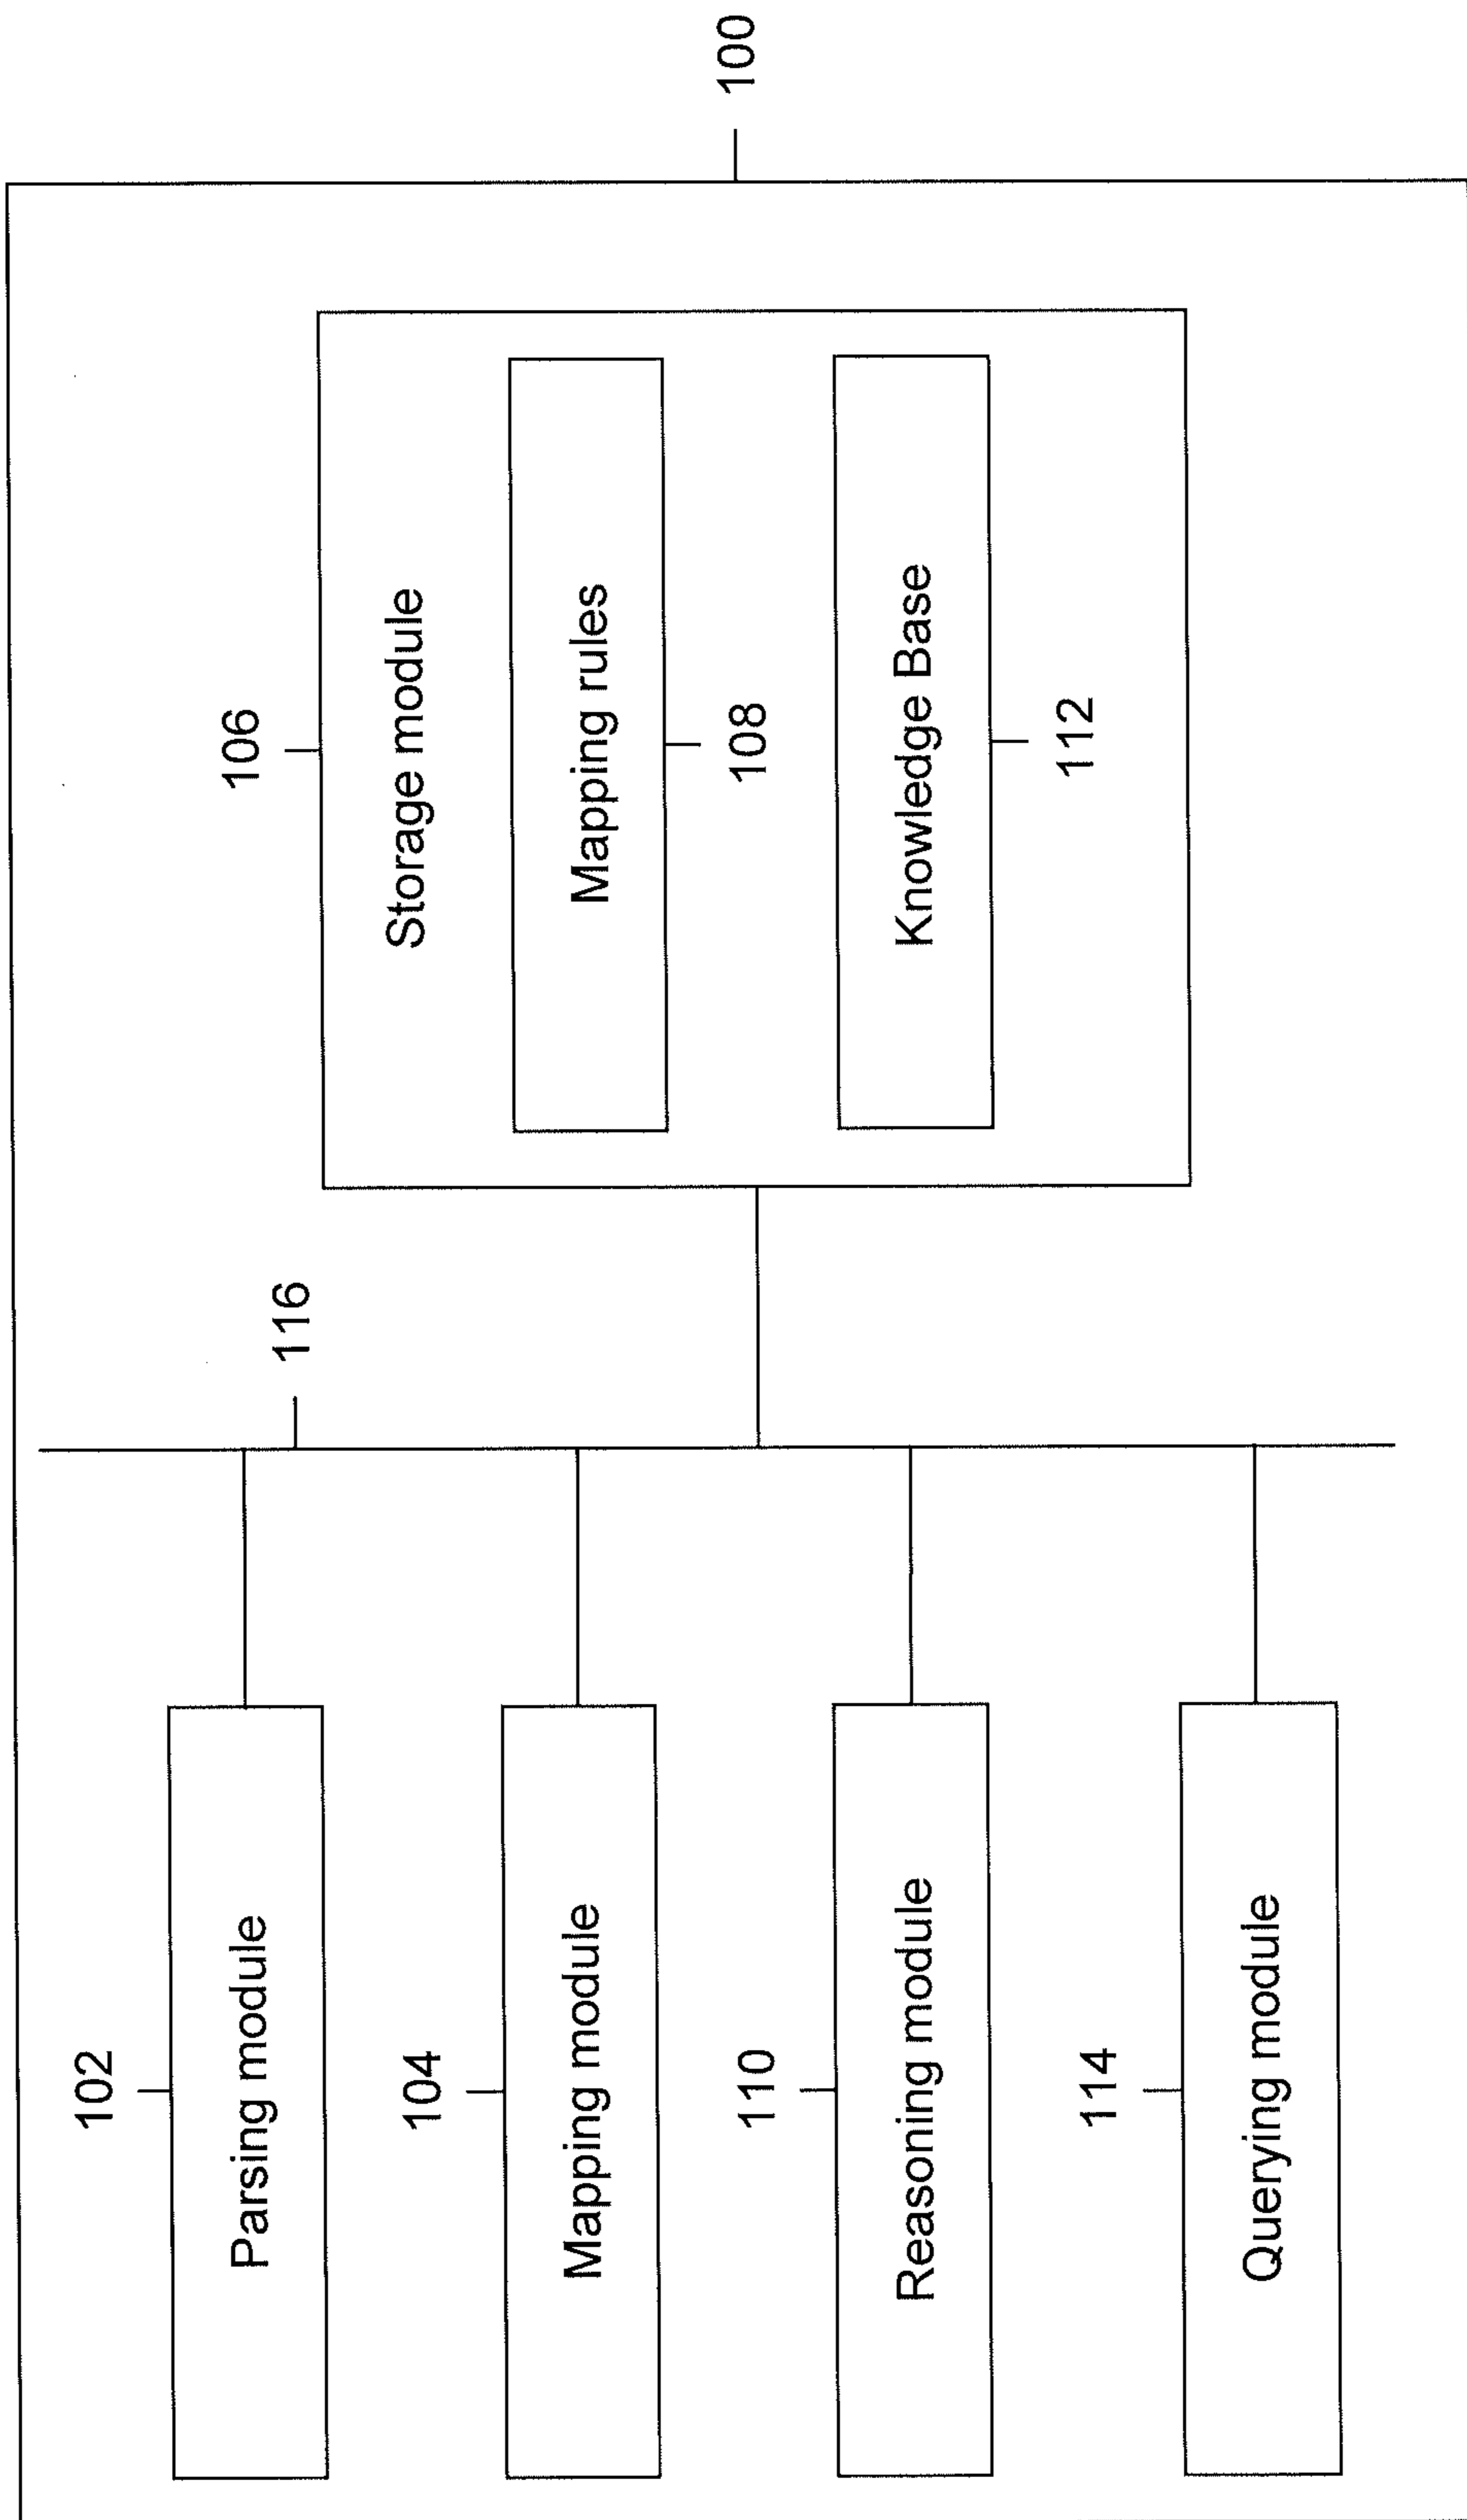 102
Parsing module
104
Mapping module
110
Reasoning module
114
Querying module
116
106
Storage module
Mapping rules
108
Knowledge Base
112
100